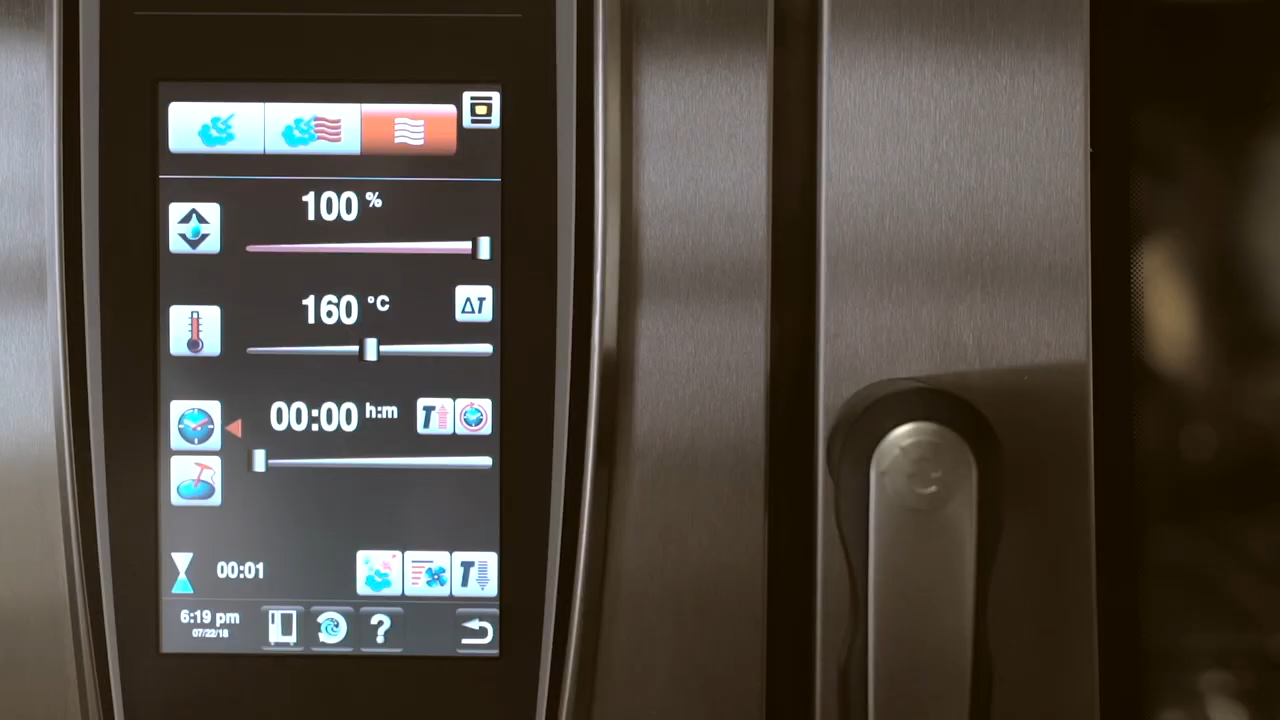 100 %
160 °C
ΔT
00:00 h:m
T
00:01
T
6:19 pm
07/22/18
?